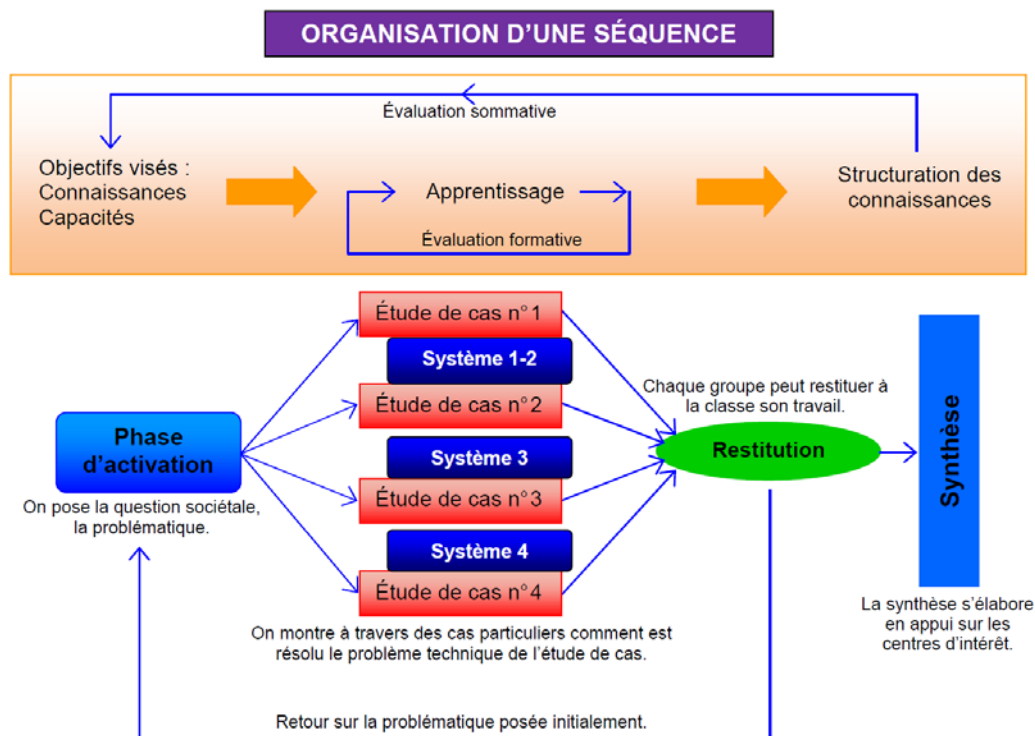 ORGANISATION D’UNE SÉQUENCE
Évaluation sommative
Objectifs visés :
Connaissances
Capacités
Apprentissage
Évaluation formative
Structuration des
connaissances
Étude de cas n°1
Système 1-2
Étude de cas n°2
Système 3
Étude de cas n°3
Système 4
Étude de cas n°4
Phase
d’activation
On pose la question sociétale,
la problématique.
On montre à travers des cas particuliers comment est
résolu le problème technique de l’étude de cas.
Chaque groupe peut restituer à
la classe son travail.
Restitution
Synthèse
La synthèse s’élabore
en appui sur les
centres d’intérêt.
Retour sur la problématique posée initialement.